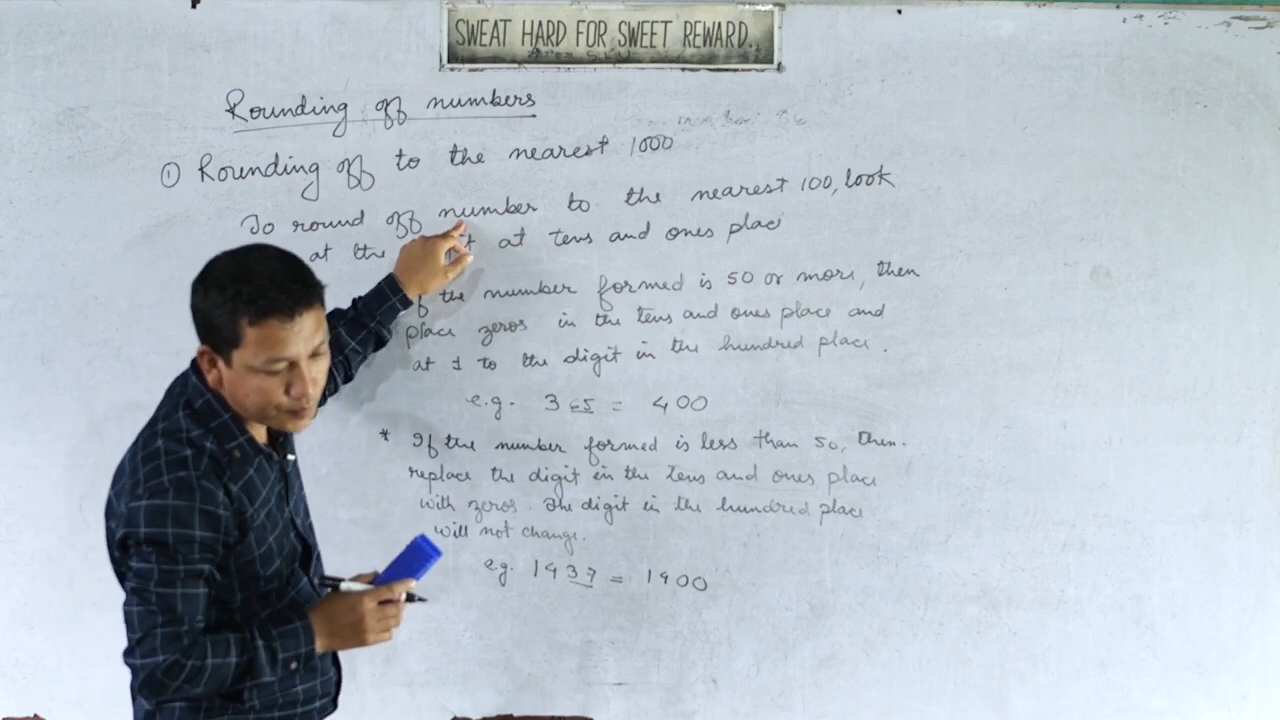 SWEAT HARD FOR SWEET REWARD.
Rounding off numbers
① Rounding off to the nearest 1000
To round off number to the nearest 100, look
at the at tens and ones place
the number formed is 50 or more, then
place zeros in the tens and ones place and
at 1 to the digit in the hundred place.
e.g. 365 = 400
* If the number formed is less than 50, then.
replace the digit in the tens and ones place
with zeros. The digit in the hundred place
will not change.
e.g. 1437 = 1400